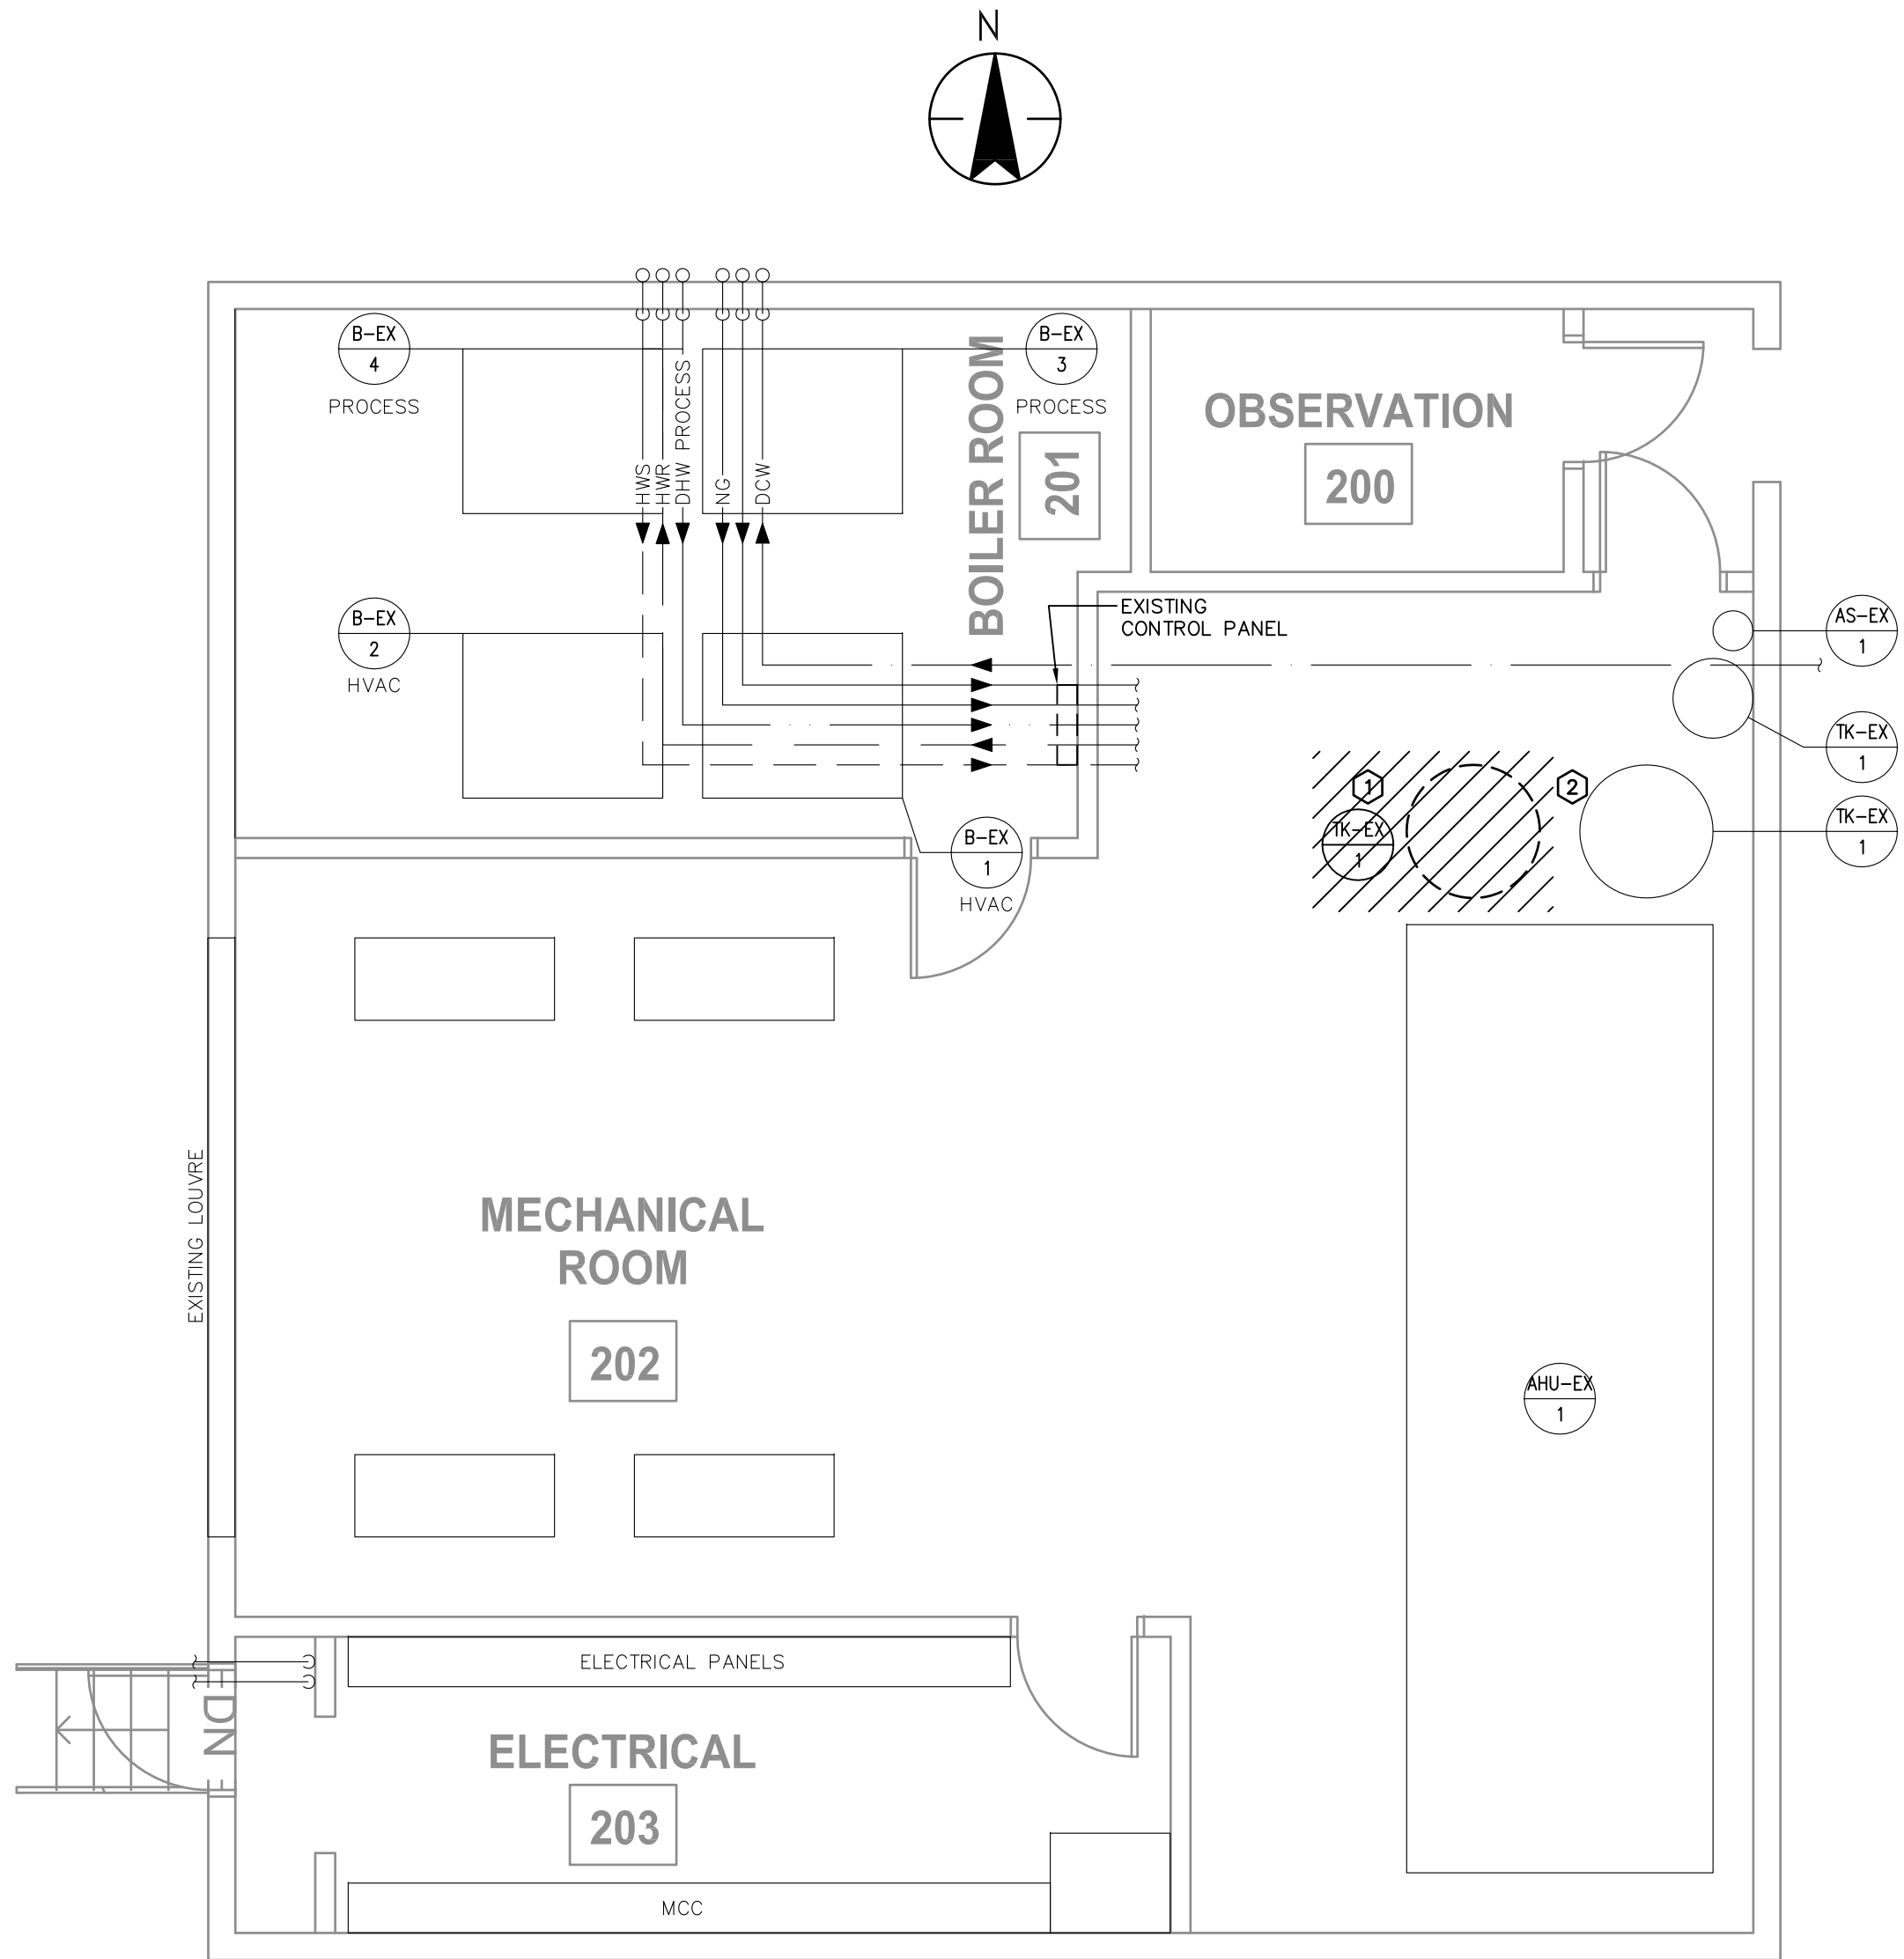 N
B-EX
4
PROCESS
B-EX
3
PROCESS
HWS
HWR
DHW PROCESS
NG
DCW
BOILER ROOM
201
OBSERVATION
200
B-EX
2
HVAC
EXISTING
CONTROL PANEL
AS-EX
1
TK-EX
1
1
2
TK-EX
1
TK-EX
1
B-EX
1
HVAC
EXISTING LOUVRE
MECHANICAL
ROOM
202
AHU-EX
1
ELECTRICAL PANELS
DN
ELECTRICAL
203
MCC